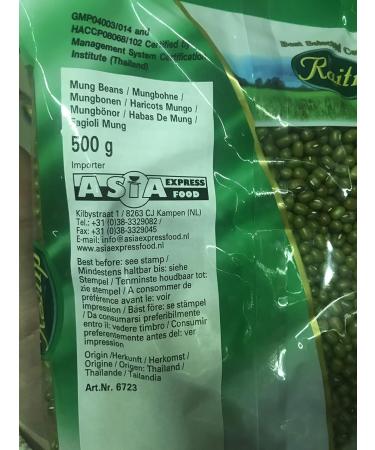 GMP04003/014 and
HACCP08068/102 Certified by
Management System Certification
Institute (Thailand)
Best Selected
Raiti
Mung Beans / Mungbohne /
Mungbonen / Haricots Mungo /
Mungbönor / Habas De Mung /
Fagioli Mung
500 g
Importer
ASIA EXPRESS
FOOD
Kilbystraat 1 / 8263 CJ Kampen (NL)
Tel.: +31 (0)38-3329082 /
Fax: +31 (0)38-3329045
E-mail: info@asiaexpressfood.nl
asiaexpressfood.nl
Best before: see stamp /
Mindestens haltbar bis: siehe
Stempel / Tenminste houdbaar tot:
zie stempel / A consommer de
préférence avant le: voir
impression / Bäst före: se stämpel
/ Da consumarsi preferibilmente
entro il: vedere timbro / Consumir
preferentemente antes del: ver
impressión
Origin /Herkunft / Herkomst /
Origine / Origen: Thailand /
Thaïlande / Tailandia
Art.Nr. 6723